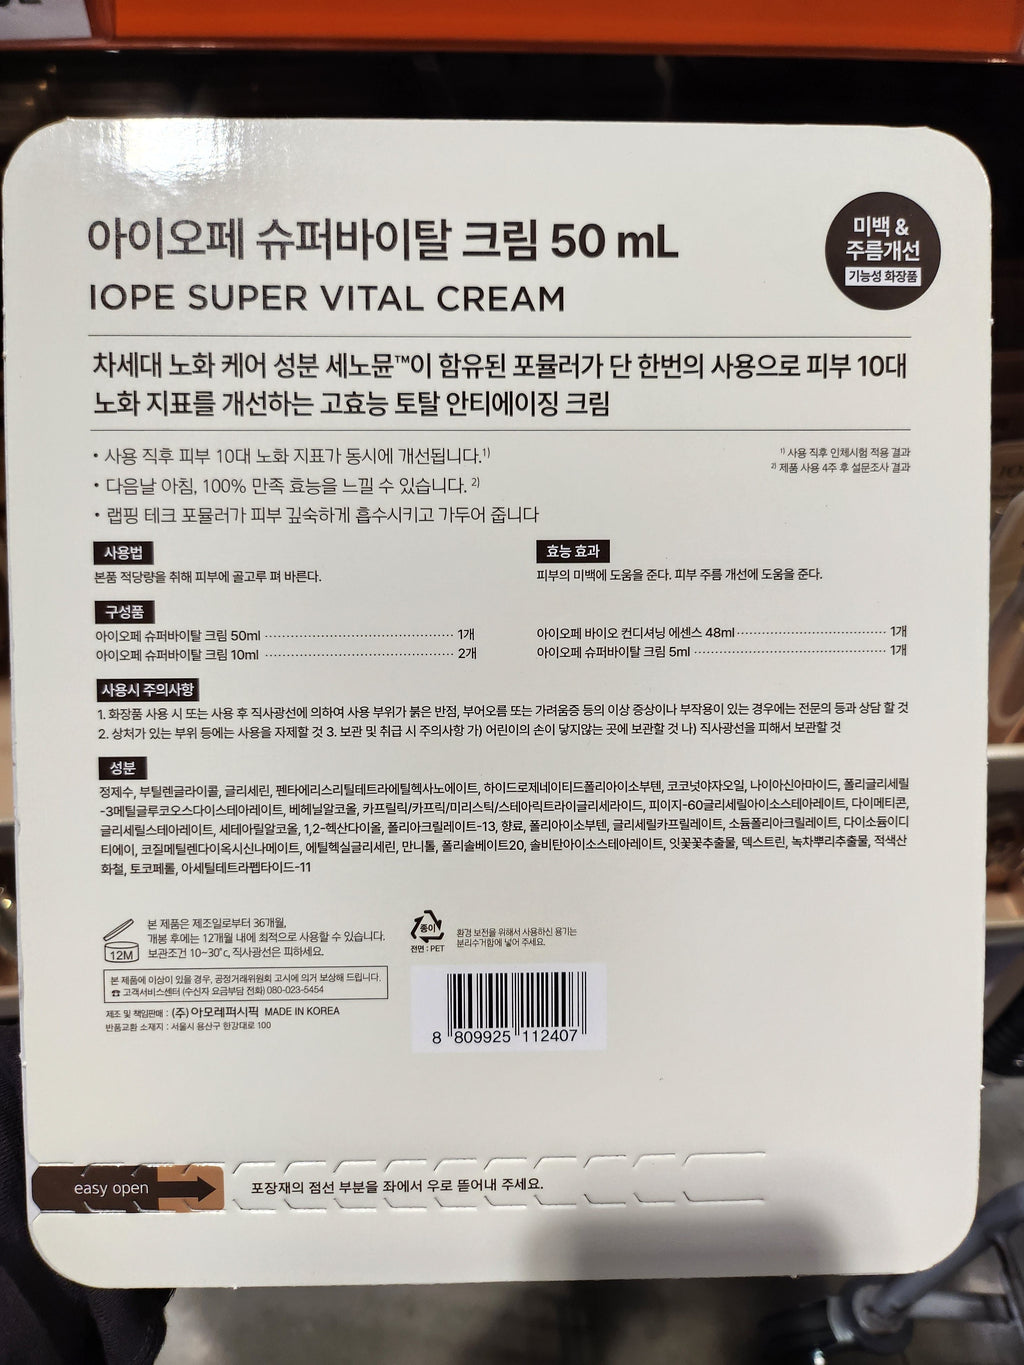 아이오페 슈퍼바이탈 크림 50 mL
IOPE SUPER VITAL CREAM
미백 &
주름개선
기능성 화장품
차세대 노화 케어 성분 세노뮨™이 함유된 포뮬러가 단 한번의 사용으로 피부 10대
노화 지표를 개선하는 고효능 토탈 안티에이징 크림
• 사용 직후 피부 10대 노화 지표가 동시에 개선됩니다.1)
• 다음날 아침, 100% 만족 효능을 느낄 수 있습니다. 2)
• 랩핑 테크 포뮬러가 피부 깊숙하게 흡수시키고 가두어 줍니다
1) 사용 직후 인체시험 적용 결과
2) 제품 사용 4주 후 설문조사 결과
사용법
본품 적당량을 취해 피부에 골고루 펴 바른다.
효능 효과
피부의 미백에 도움을 준다. 피부 주름 개선에 도움을 준다.
구성품
아이오페 슈퍼바이탈 크림 50ml 1개
아이오페 슈퍼바이탈 크림 10ml 2개
아이오페 바이오 컨디셔닝 에센스 48ml 1개
아이오페 슈퍼바이탈 크림 5ml 1개
사용시 주의사항
1. 화장품 사용 시 또는 사용 후 직사광선에 의하여 사용 부위가 붉은 반점, 부어오름 또는 가려움증 등의 이상 증상이나 부작용이 있는 경우에는 전문의 등과 상담 할 것
2. 상처가 있는 부위 등에는 사용을 자제할 것 3. 보관 및 취급 시 주의사항 가) 어린이의 손이 닿지않는 곳에 보관할 것 나) 직사광선을 피해서 보관할 것
성분
정제수, 부틸렌글라이콜, 글리세린, 펜타에리스리틸테트라에틸헥사노에이트, 하이드로제네이티드폴리아이소부텐, 코코넛야자오일, 나이아신아마이드, 폴리글리세릴
-3메틸글루코오스다이스테아레이트, 베헤닐알코올, 카프릴릭/카프릭/미리스틱/스테아릭트라이글리세라이드, 피이지-60글리세릴아이소스테아레이트, 다이메티콘,
글리세릴스테아레이트, 세테아릴알코올, 1,2-헥산다이올, 폴리아크릴레이트-13, 향료, 폴리아이소부텐, 글리세릴카프릴레이트, 소듐폴리아크릴레이트, 다이소듐이디
티에이, 코질메틸렌다이옥시신나메이트, 에틸헥실글리세린, 만니톨, 폴리솔베이트20, 솔비탄아이소스테아레이트, 잇꽃꽃추출물, 덱스트린, 녹차뿌리추출물, 적색산
화철, 토코페롤, 아세틸테트라펩타이드-11
12M
본 제품은 제조일로부터 36개월,
개봉 후에는 12개월 내에 최적으로 사용할 수 있습니다.
보관조건 10~30℃, 직사광선은 피하세요.
종이
전면 : PET
환경 보전을 위해서 사용하신 용기는
분리수거함에 넣어 주세요.
본 제품에 이상이 있을 경우, 공정거래위원회 고시에 의거 보상해 드립니다.
☎ 고객서비스센터 (수신자 요금부담 전화) 080-023-5454
제조 및 책임판매 : (주)아모레퍼시픽 MADE IN KOREA
반품교환 소재지 : 서울시 용산구 한강대로 100
8 809925 112407
easy open
포장재의 점선 부분을 좌에서 우로 뜯어내 주세요.